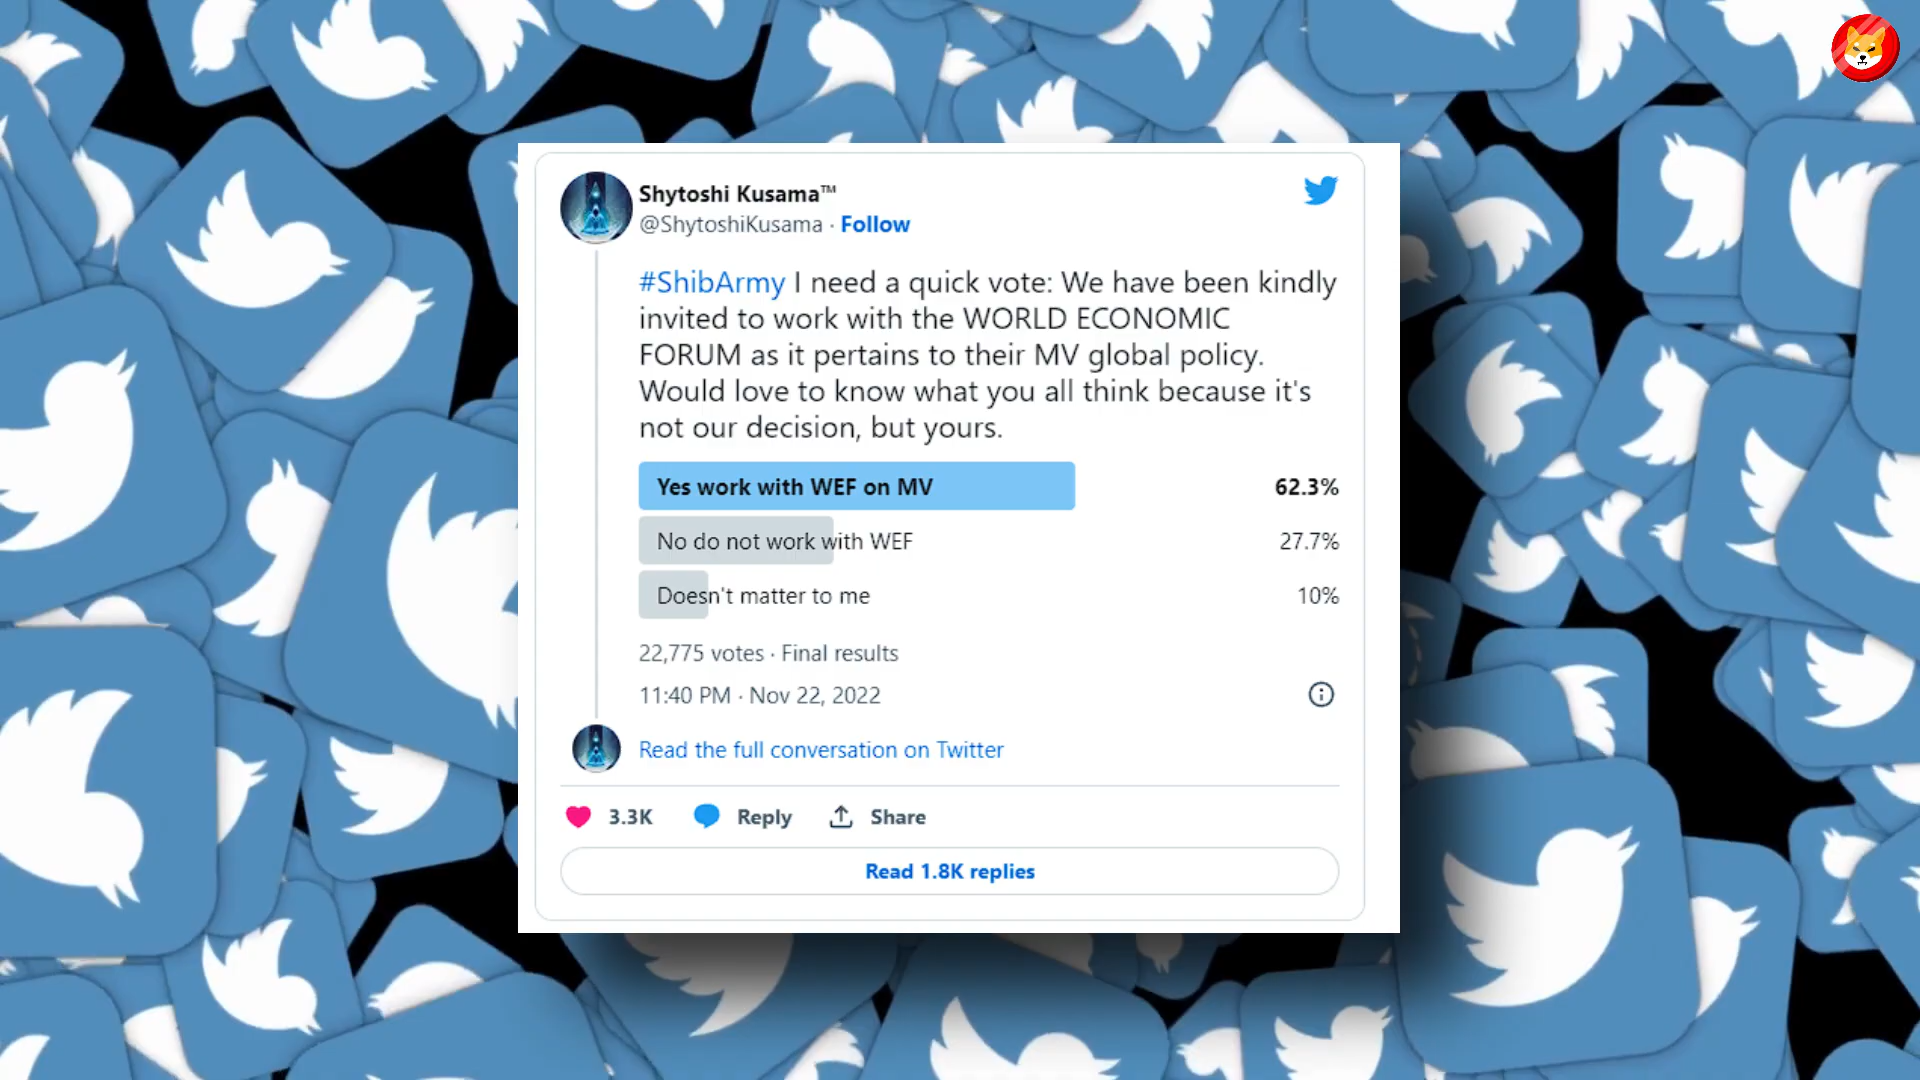 Shytoshi Kusama™
@ShytoshiKusama · Follow
#ShibArmy I need a quick vote: We have been kindly
invited to work with the WORLD ECONOMIC
FORUM as it pertains to their MV global policy.
Would love to know what you all think because it's
not our decision, but yours.
Yes work with WEF on MV 62.3%
No do not work with WEF 27.7%
Doesn't matter to me 10%
22,775 votes · Final results
11:40 PM · Nov 22, 2022
Read the full conversation on Twitter
3.3K Reply Share
Read 1.8K replies